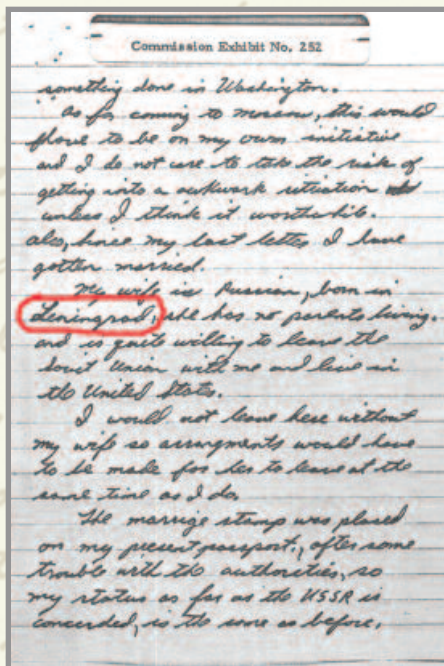 Commission Exhibit No. 252
something done in Washington.
As for coming to moscow, this would
have to be on my own initiative
and I do not care to take the risk of
getting into a awkwark situation
unless I think it worthwhile.
also, since my last letter I have
gotten married.
My wife is Russian, born in
Leningrad, she has no parents living.
and is quite willing to leave the
Soviet Union with me and live in
the United States.
I would not leave here without
my wife so arrangments would have
to be made for her to leave at the
same time as I do.
The marrige stamp was placed
on my present passport, after some
trouble with the authorities, so
my status as far as the USSR is
concerded, is the same as before,